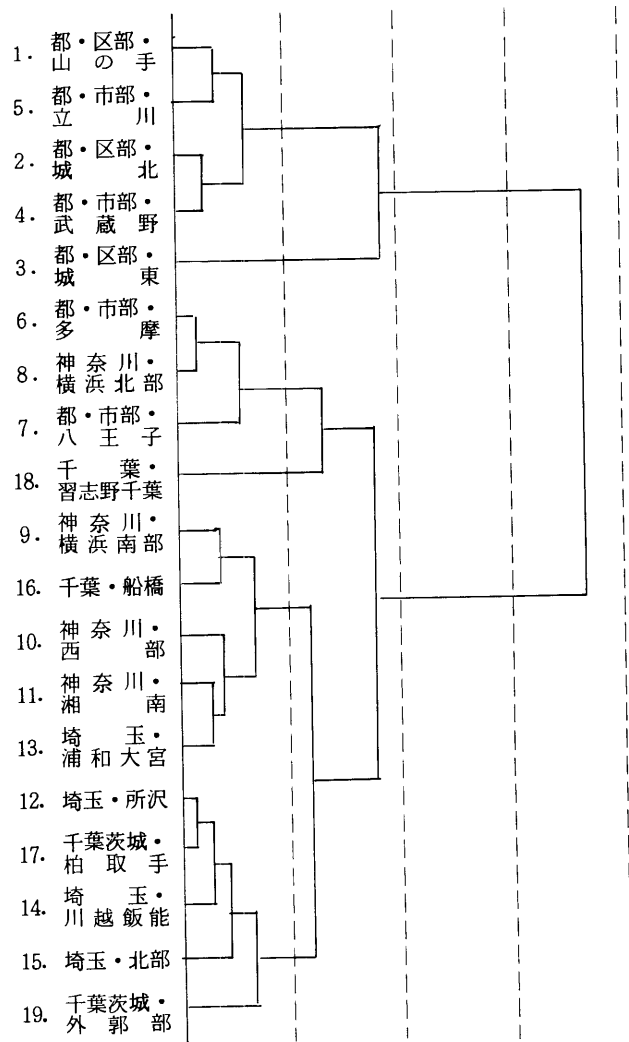 1. 都・区部・
山の手
5. 都・市部・
立川
2. 都・区部・
城北
4. 都・市部・
武蔵野
3. 都・区部・
城東
6. 都・市部・
多摩
8. 神奈川・
横浜北部
7. 都・市部・
八王子
18. 千葉・
習志野千葉
9. 神奈川・
横浜南部
16. 千葉・船橋
10. 神奈川・
西部
11. 神奈川・
湘南
13. 埼玉・
浦和大宮
12. 埼玉・所沢
17. 千葉茨城・
柏取手
14. 埼玉・
川越飯能
15. 埼玉・北部
19. 千葉茨城・
外郭部